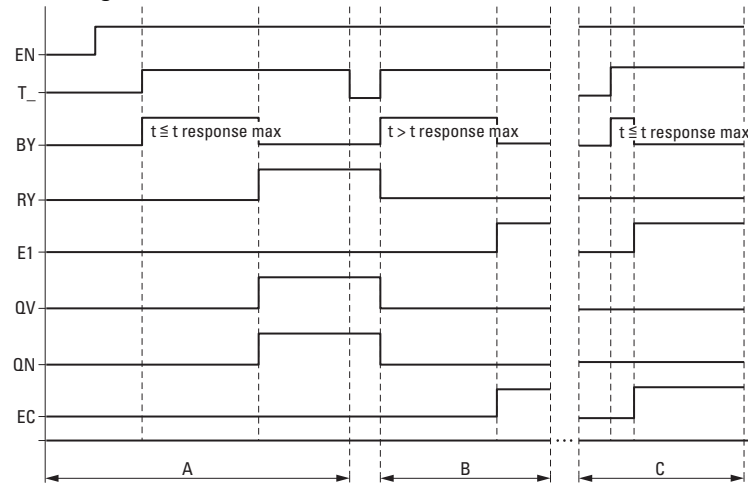 EN
T_
BY t ≦ t response max t > t response max t ≦ t response max
RY
E1
QV
QN
EC
...
A B C